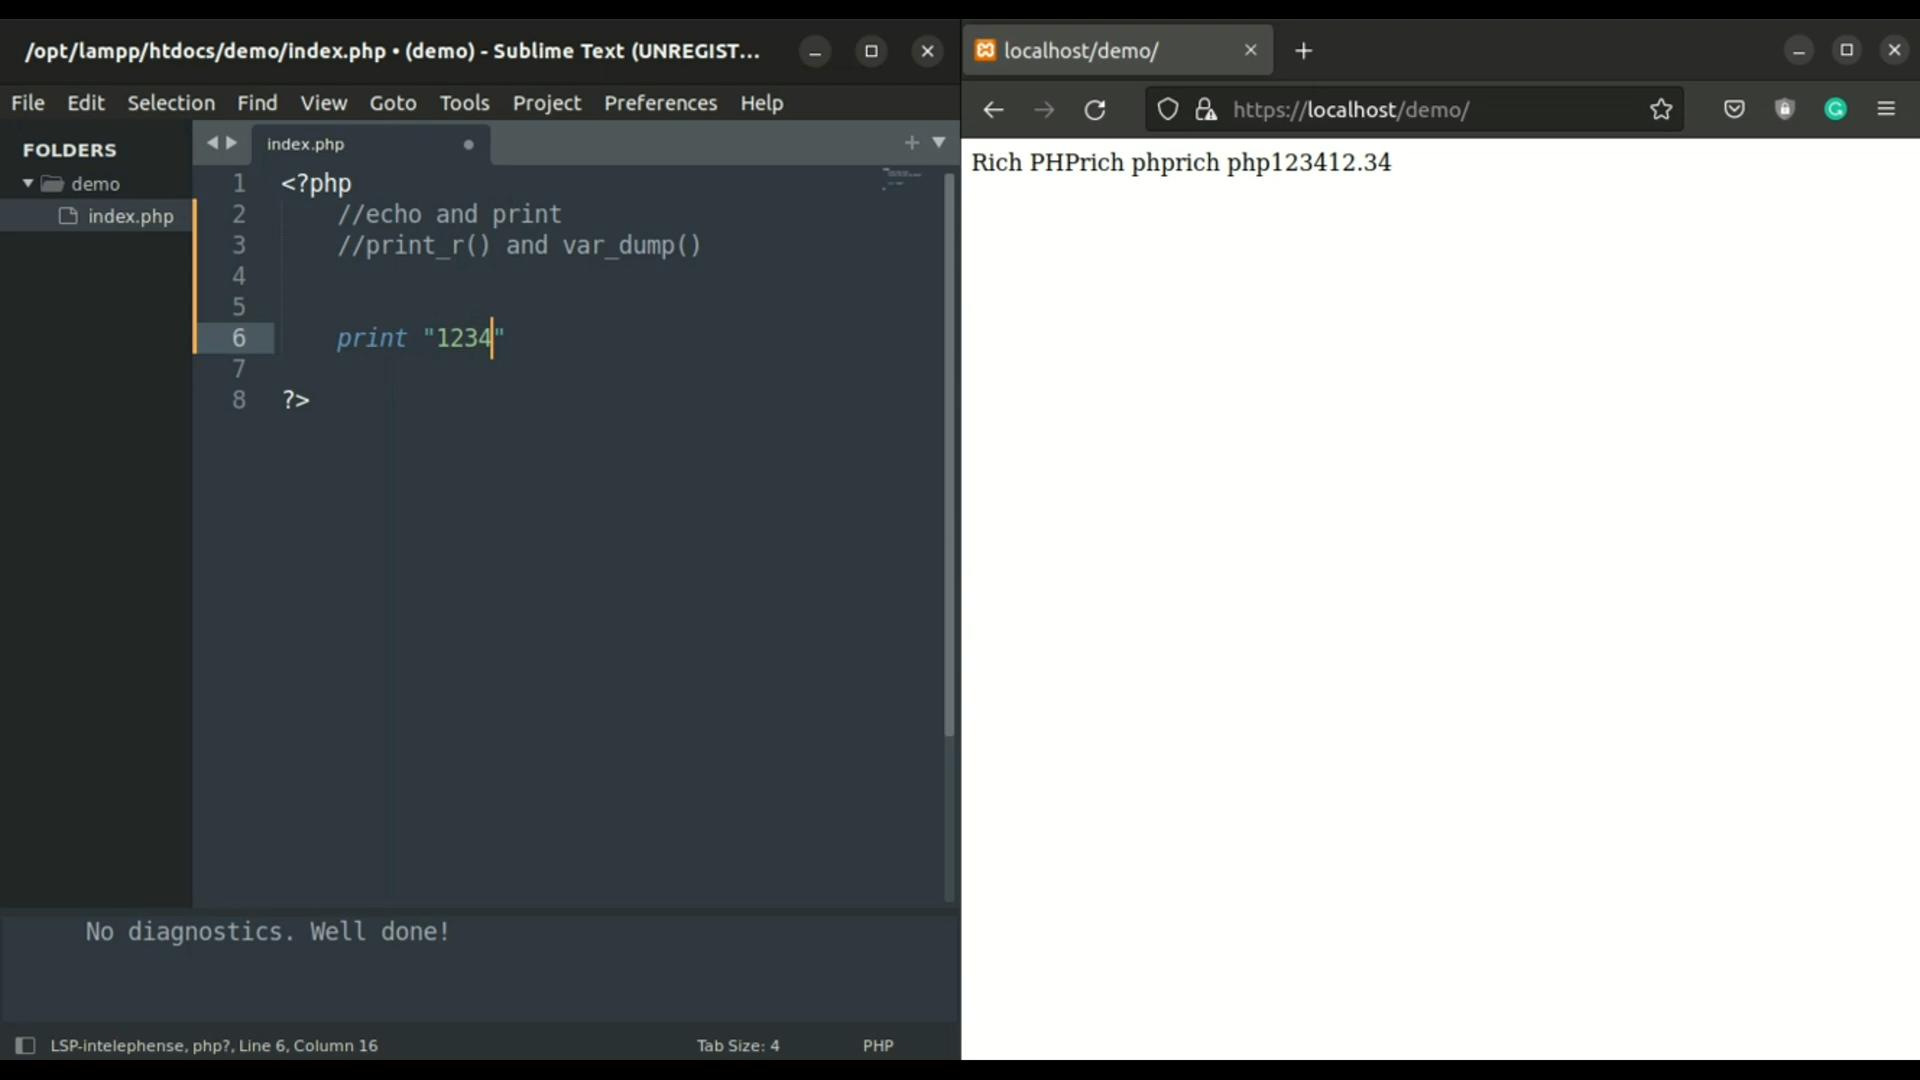 /opt/lampp/htdocs/demo/index.php • (demo) - Sublime Text (UNREGIST...
File Edit Selection Find View Goto Tools Project Preferences Help
FOLDERS
demo
index.php
index.php
1 <?php
2 //echo and print
3 //print_r() and var_dump()
4
5
6 print "1234"
7
8 ?>
No diagnostics. Well done!
LSP-intelephense, php?, Line 6, Column 16 Tab Size: 4 PHP
localhost/demo/
https://localhost/demo/
Rich PHPrich phprich php123412.34